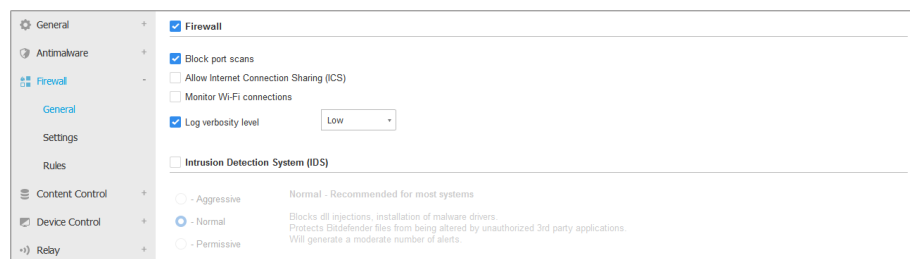 General +
Antimalware +
Firewall -
General
Settings
Rules
Content Control +
Device Control +
Relay +
Firewall
Block port scans
Allow Internet Connection Sharing (ICS)
Monitor Wi-Fi connections
Log verbosity level Low
Intrusion Detection System (IDS)
- Aggressive
- Normal
- Permissive
Normal - Recommended for most systems
Blocks dll injections, installation of malware drivers.
Protects Bitdefender files from being altered by unauthorized 3rd party applications.
Will generate a moderate number of alerts.